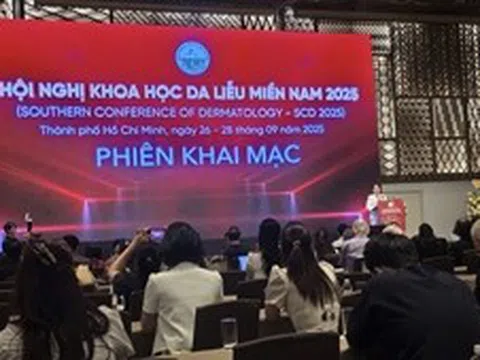 HỘI NGHỊ KHOA HỌC DA LIỄU MIỀN NAM 2025
(SOUTHERN CONFERENCE OF DERMATOLOGY - SCD 2025)
Thành phố Hồ Chí Minh, ngày 26 - 28 tháng 09 năm 2025
PHIÊN KHAI MẠC